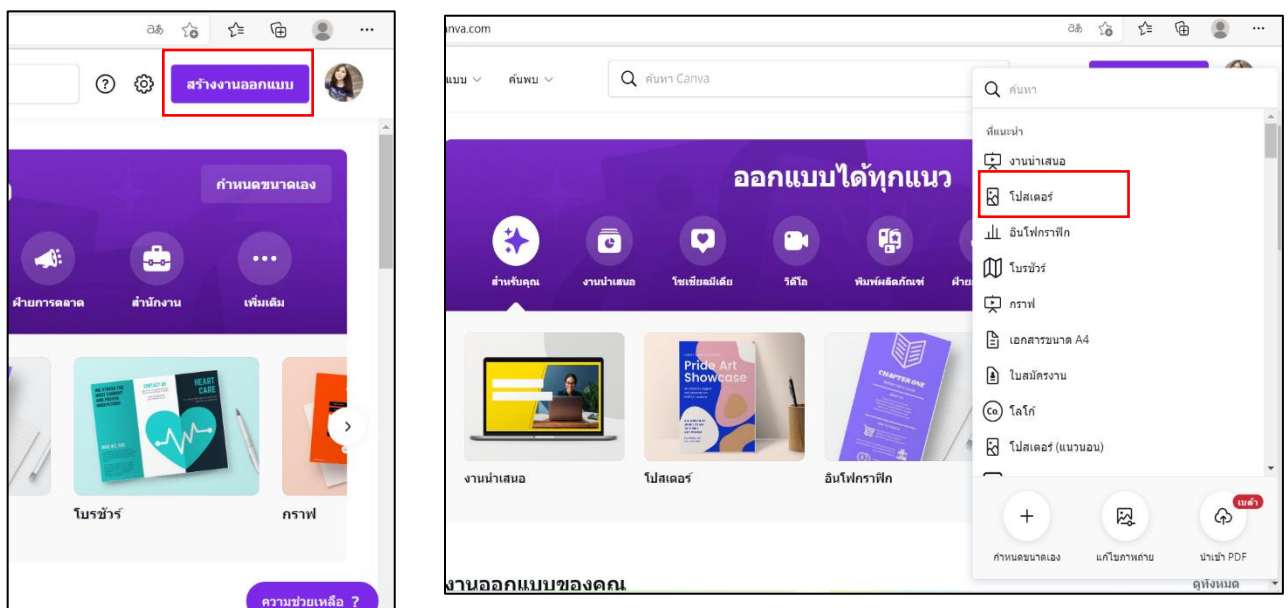 สร้างงานออกแบบ
กำหนดขนาดเอง
ฝ่ายการตลาด
สำนักงาน
เพิ่มเติม
HEART
CARE
โบรชัวร์
กราฟ
ความช่วยเหลือ ?
nva.com
แบบ
ค้นพบ
ค้นหา Canva
ออกแบบได้ทุกแนว
สำหรับคุณ
งานนำเสนอ
โซเชียลมีเดีย
วิดีโอ
พิมพ์ผลิตภัณฑ์
Pride Art
Showcase
CHAPTER ONE
งานนำเสนอ
โปสเตอร์
อินโฟกราฟิก
งานออกแบบของคุณ
ค้นหา
ที่แนะนำ
งานนำเสนอ
โปสเตอร์
อินโฟกราฟิก
โบรชัวร์
กราฟ
เอกสารขนาด A4
ใบสมัครงาน
Co โลโก้
โปสเตอร์ (แนวนอน)
เบต้า
กำหนดขนาดเอง
แก้ไขภาพถ่าย
นำเข้า PDF
ดูทั้งหมด